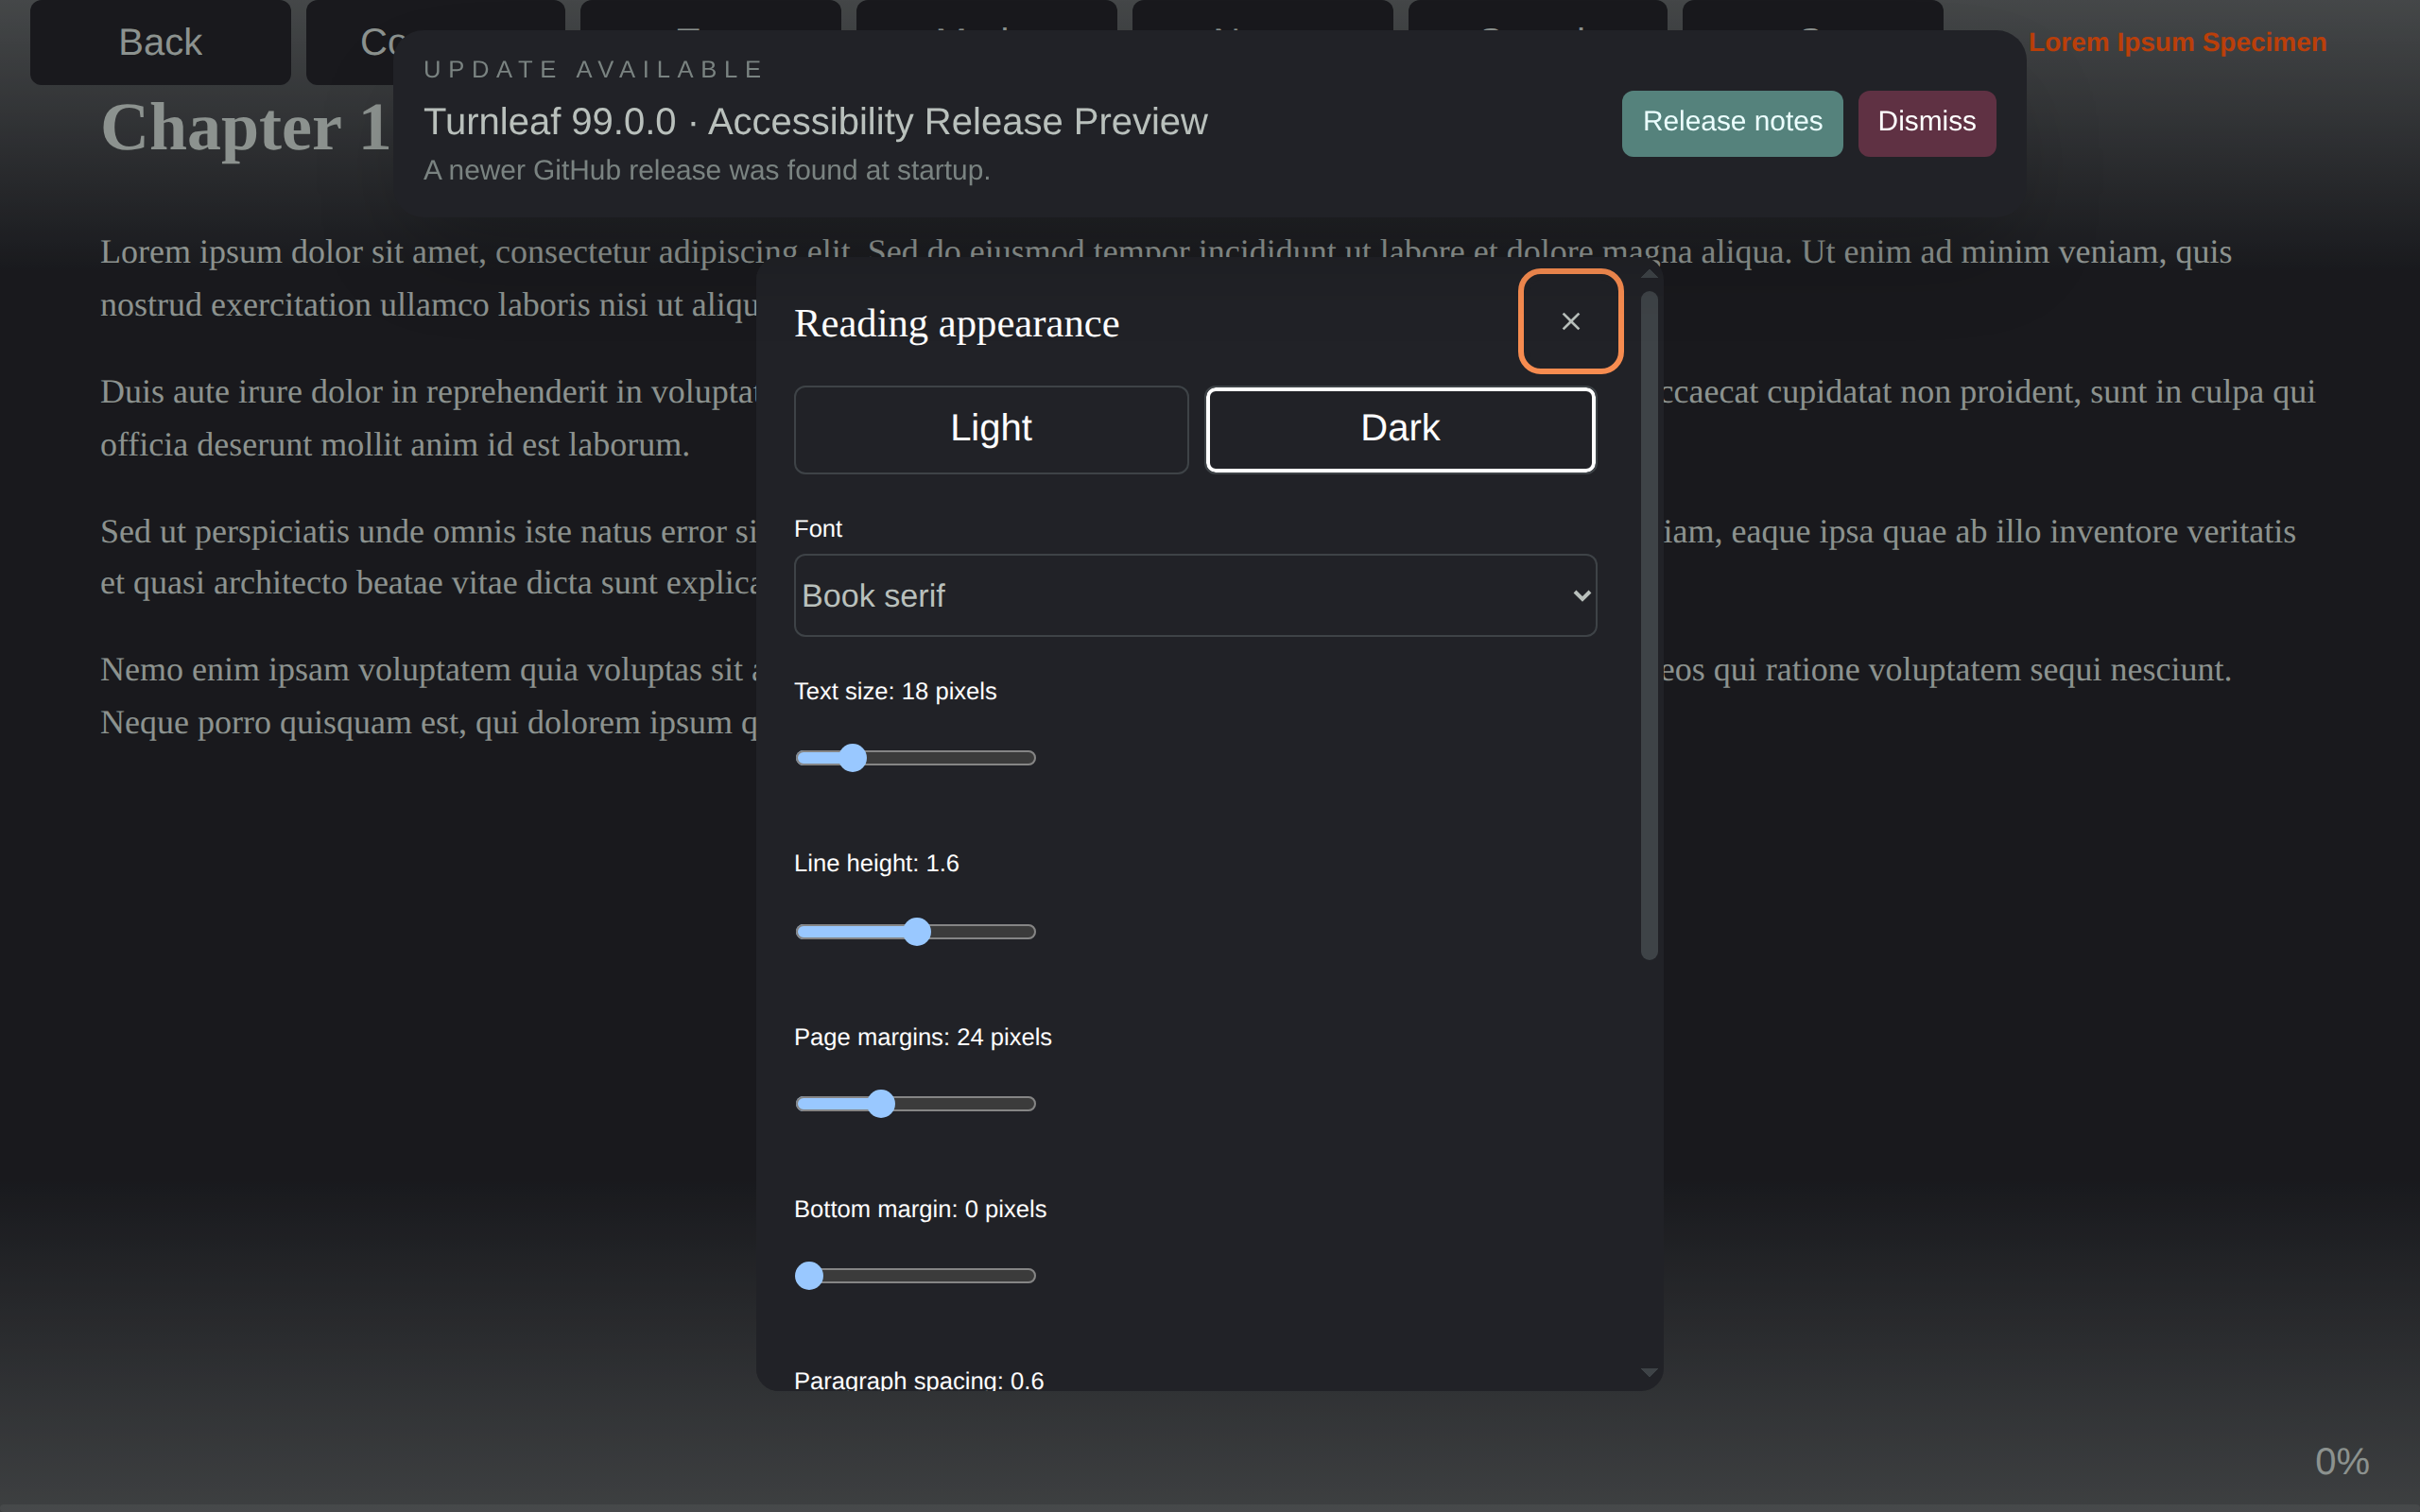 Back
Lorem Ipsum Specimen
UPDATE AVAILABLE
Turnleaf 99.0.0 · Accessibility Release Preview
A newer GitHub release was found at startup.
Release notes
Dismiss
Chapter 1
Lorem ipsum dolor sit amet, consectetur adipiscing elit. Sed do eiusmod tempor incididunt ut labore et dolore magna aliqua. Ut enim ad minim veniam, quis
nostrud exercitation ullamco laboris nisi ut
Duis aute irure dolor in reprehenderit in
cupidatat non proident, sunt in culpa qui
officia deserunt mollit anim id est laborum.
Sed ut perspiciatis unde omnis iste natus error
eaque ipsa quae ab illo inventore veritatis
et quasi architecto beatae vitae dicta sunt
Nemo enim ipsam voluptatem quia voluptas sit
eos qui ratione voluptatem sequi nesciunt.
Neque porro quisquam est, qui dolorem ipsum
Reading appearance
×
Light
Dark
Font
Book serif
Text size: 18 pixels
Line height: 1.6
Page margins: 24 pixels
Bottom margin: 0 pixels
Paragraph spacing: 0.6
0%